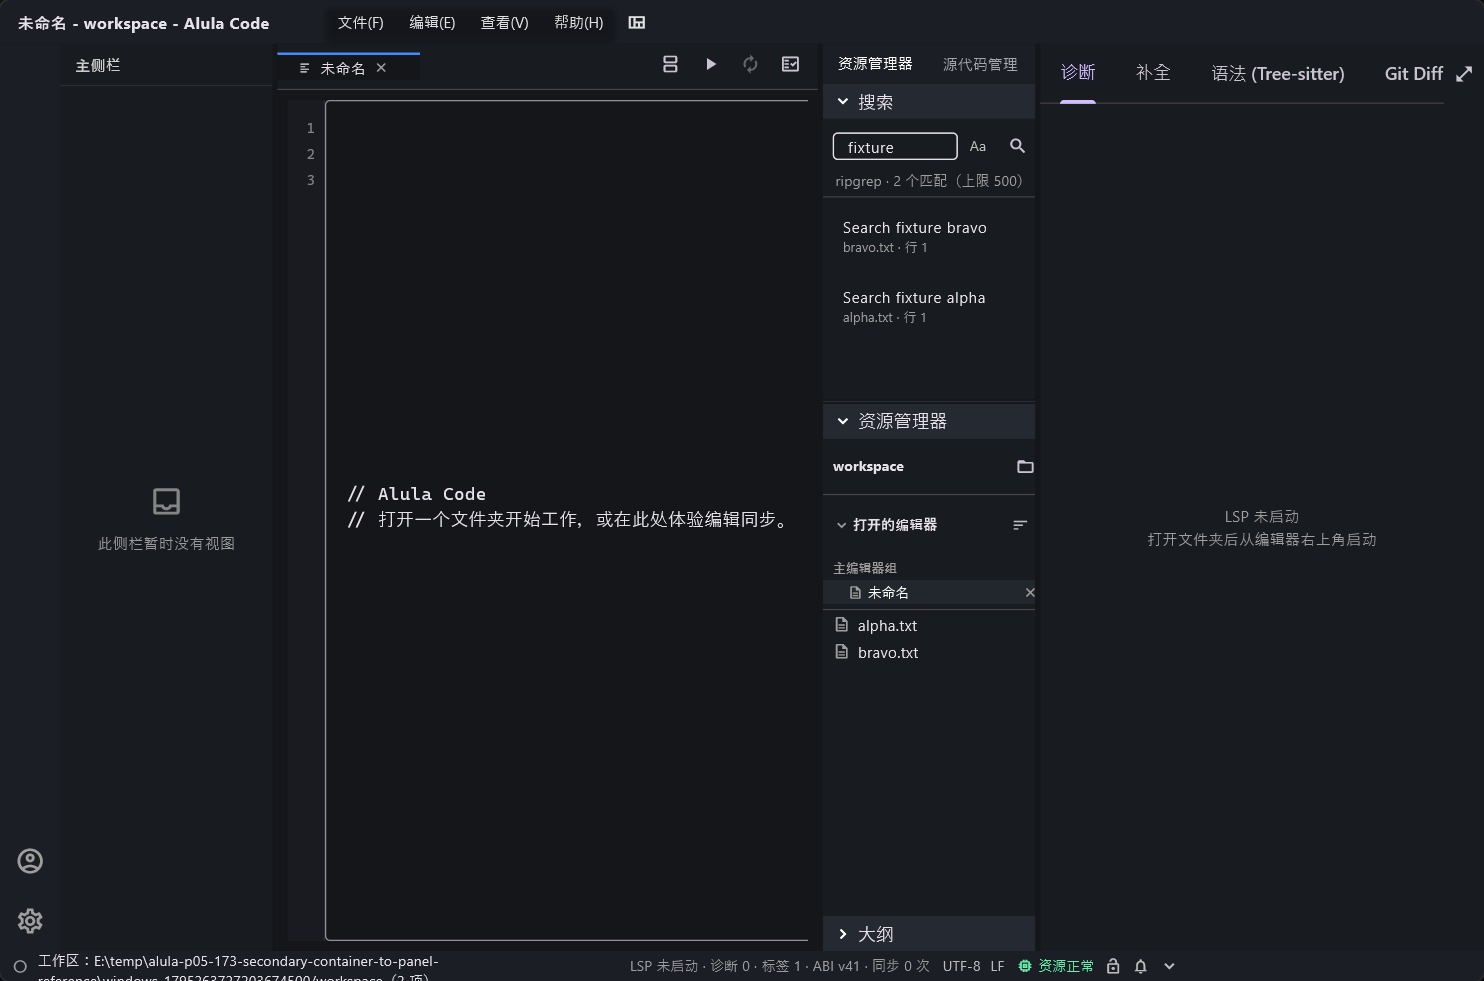 未命名 - workspace - Alula Code
文件(F) 编辑(E) 查看(V) 帮助(H)
主侧栏
此侧栏暂时没有视图
未命名
1
2
3
// Alula Code
// 打开一个文件夹开始工作，或在此处体验编辑同步。
资源管理器 源代码管理
搜索
fixture Aa
ripgrep · 2 个匹配（上限 500）
Search fixture bravo
bravo.txt · 行 1
Search fixture alpha
alpha.txt · 行 1
资源管理器
workspace
打开的编辑器
主编辑器组
未命名
alpha.txt
bravo.txt
大纲
诊断 补全 语法 (Tree-sitter) Git Diff
LSP 未启动
打开文件夹后从编辑器右上角启动
工作区：E:\temp\alula-p05-173-secondary-container-to-panel-
LSP 未启动 · 诊断 0 · 标签 1 · ABI v41 · 同步 0 次 UTF-8 LF 资源正常